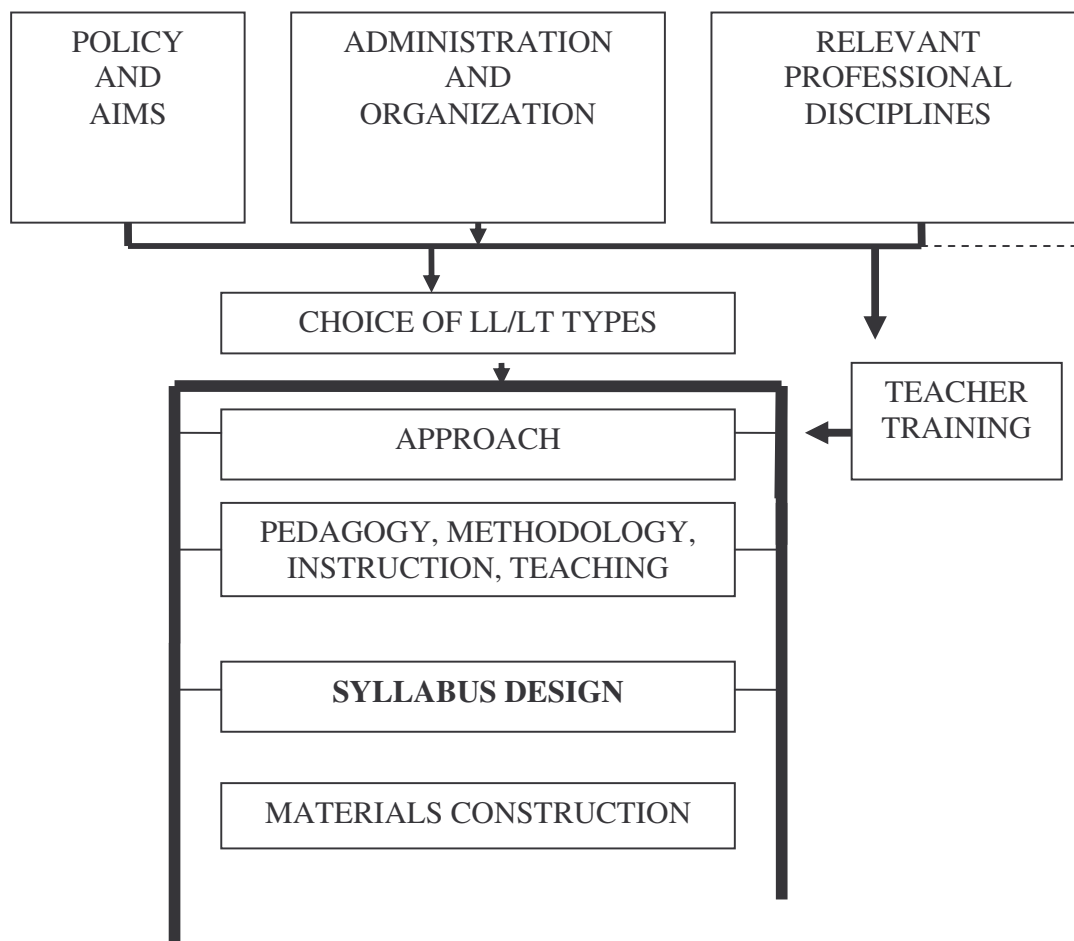 POLICY
AND
AIMS
ADMINISTRATION
AND
ORGANIZATION
RELEVANT
PROFESSIONAL
DISCIPLINES
CHOICE OF LL/LT TYPES
TEACHER
TRAINING
APPROACH
PEDAGOGY, METHODOLOGY,
INSTRUCTION, TEACHING
SYLLABUS DESIGN
MATERIALS CONSTRUCTION